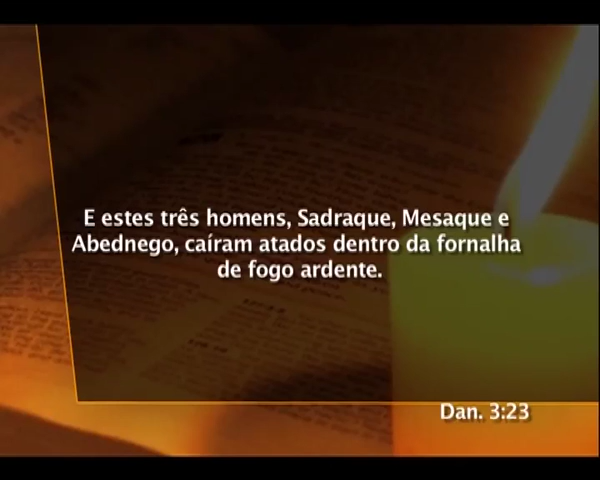 E estes três homens, Sadraque, Mesaque e
Abednego, caíram atados dentro da fornalha
de fogo ardente.
Dan. 3:23